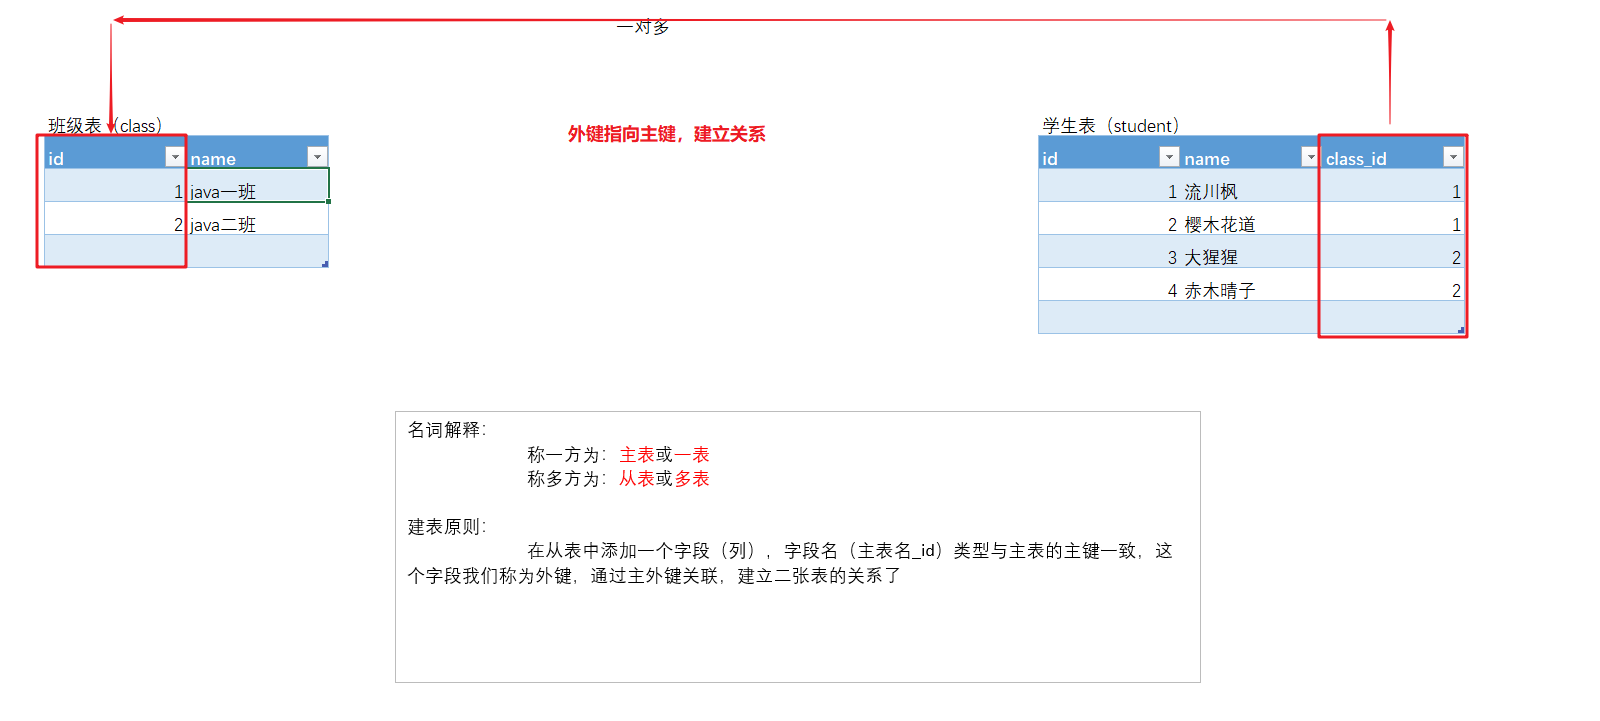 一对多
班级表（class）
id name
1 java一班
2 java二班
外键指向主键，建立关系
学生表（student）
id name class_id
1 流川枫 1
2 樱木花道 1
3 大猩猩 2
4 赤木晴子 2
名词解释：
称一方为：主表或一表
称多方为：从表或多表
建表原则：
在从表中添加一个字段（列），字段名（主表名_id）类型与主表的主键一致，这
个字段我们称为外键，通过主外键关联，建立二张表的关系了